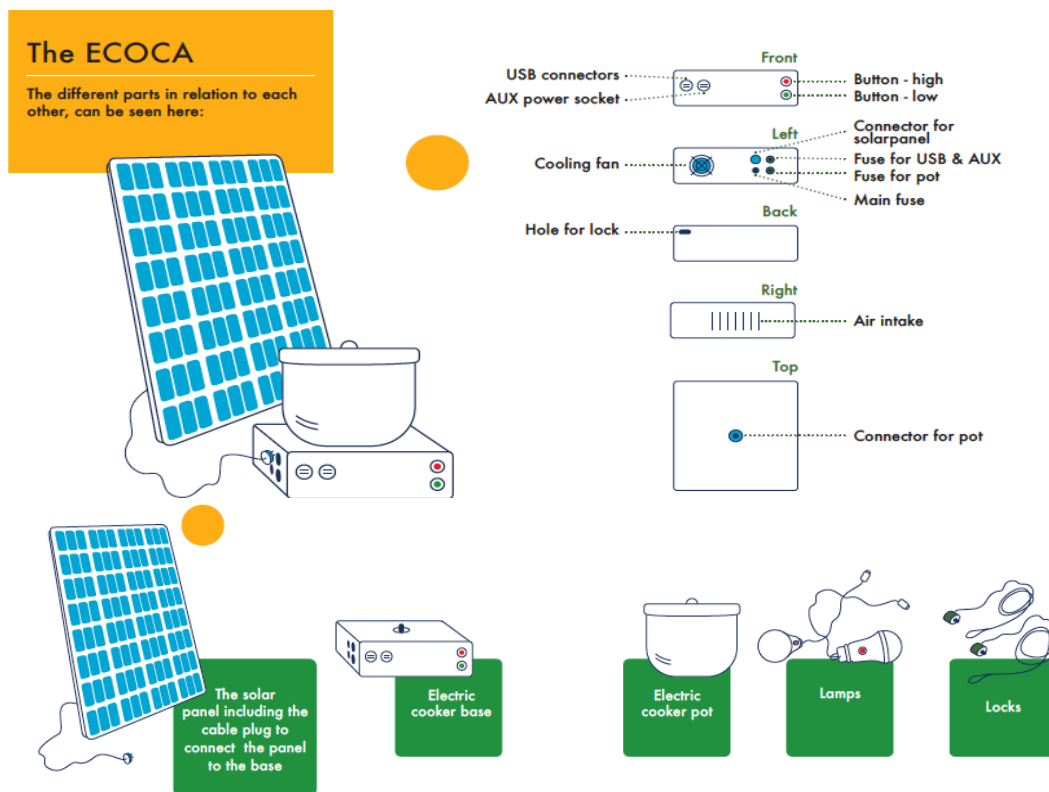 The ECOCA
The different parts in relation to each
other, can be seen here:
Front
USB connectors
AUX power socket
Button - high
Button - low
Left
Cooling fan
Connector for
solarpanel
Fuse for USB & AUX
Fuse for pot
Main fuse
Back
Hole for lock
Right
Air intake
Top
Connector for pot
The solar
panel including the
cable plug to
connect the panel
to the base
Electric
cooker base
Electric
cooker pot
Lamps
Locks